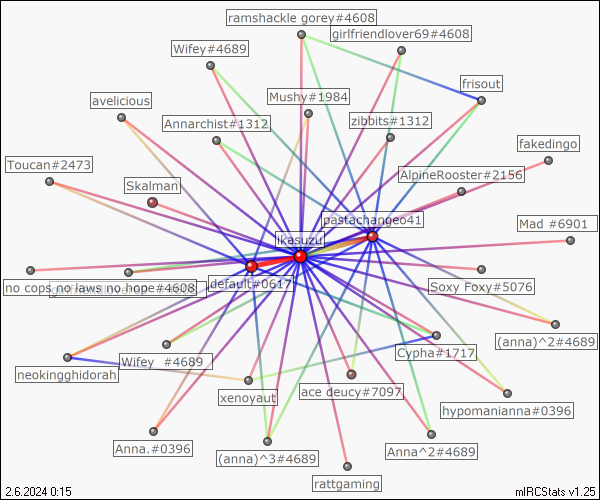 ramshackle gorey#4608
girlfriendlover69#4608
Wifey#4689
frisout
avelicious
Mushy#1984
Annarchist#1312
zibbits#1312
fakedingo
Toucan#2473
AlpineRooster#2156
Skalman
pastachangeo41
Mad #6901
ikasuzu
no cops no laws no hope#4608
.default#0617
Soxy Foxy#5076
(anna)^2#4689
Cypha#1717
Wifey #4689
neokingghidorah
xenoyaut
ace deucy#7097
hypomanianna#0396
Anna.#0396
(anna)^3#4689
Anna^2#4689
rattgaming
2.6.2024 0:15
mIRCStats v1.25